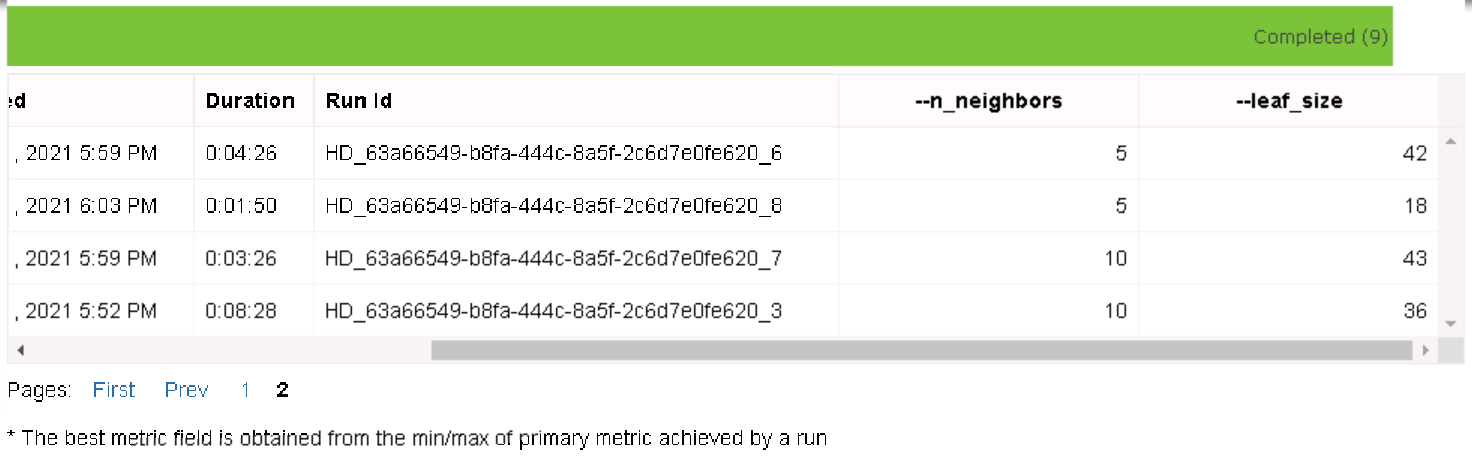 Completed (9)
ed Duration Run Id --n_neighbors --leaf_size
, 2021 5:59 PM 0:04:26 HD_63a66549-b8fa-444c-8a5f-2c6d7e0fe620_6 5 42
, 2021 6:03 PM 0:01:50 HD_63a66549-b8fa-444c-8a5f-2c6d7e0fe620_8 5 18
, 2021 5:59 PM 0:03:26 HD_63a66549-b8fa-444c-8a5f-2c6d7e0fe620_7 10 43
, 2021 5:52 PM 0:08:28 HD_63a66549-b8fa-444c-8a5f-2c6d7e0fe620_3 10 36
Pages: First Prev 1 2
* The best metric field is obtained from the min/max of primary metric achieved by a run